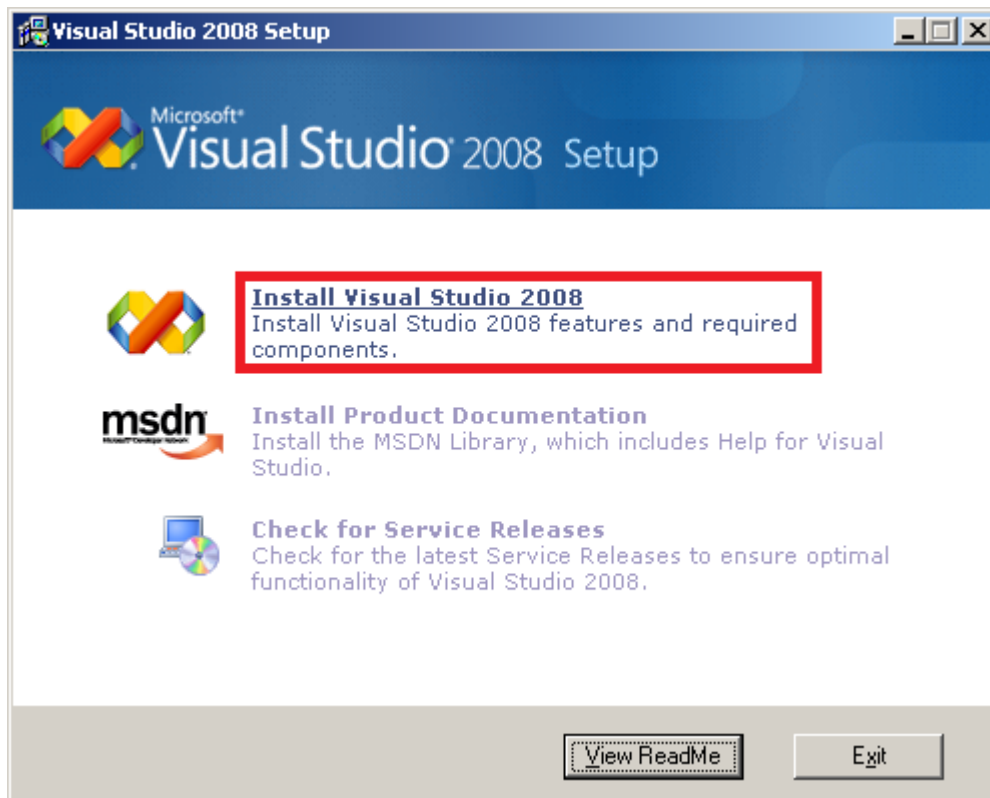 Visual Studio 2008 Setup
Microsoft®
Visual Studio® 2008 Setup
Install Visual Studio 2008
Install Visual Studio 2008 features and required
components.
msdn
Install Product Documentation
Install the MSDN Library, which includes Help for Visual
Studio.
Check for Service Releases
Check for the latest Service Releases to ensure optimal
functionality of Visual Studio 2008.
View ReadMe
Exit